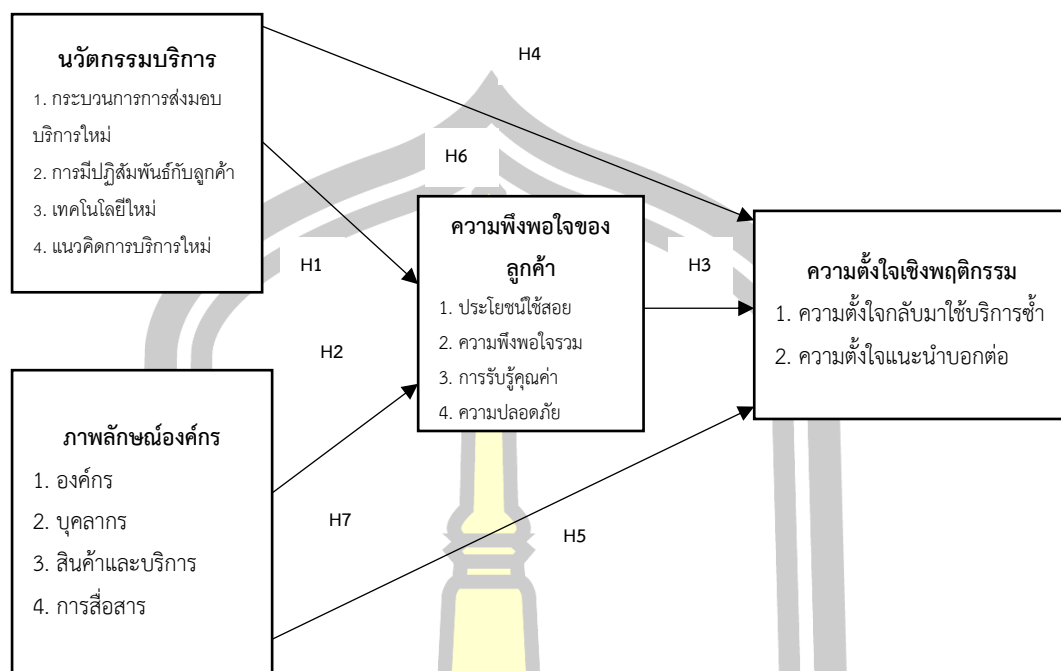 H4
นวัตกรรมบริการ
1. กระบวนการการส่งมอบ
บริการใหม่
2. การมีปฏิสัมพันธ์กับลูกค้า
3. เทคโนโลยีใหม่
4. แนวคิดการบริการใหม่
H6
H1
H2
ความพึงพอใจของ
ลูกค้า
1. ประโยชน์ใช้สอย
2. ความพึงพอใจรวม
3. การรับรู้คุณค่า
4. ความปลอดภัย
H3
ความตั้งใจเชิงพฤติกรรม
1. ความตั้งใจกลับมาใช้บริการซ้ำ
2. ความตั้งใจแนะนำบอกต่อ
ภาพลักษณ์องค์กร
1. องค์กร
2. บุคลากร
3. สินค้าและบริการ
4. การสื่อสาร
H7
H5